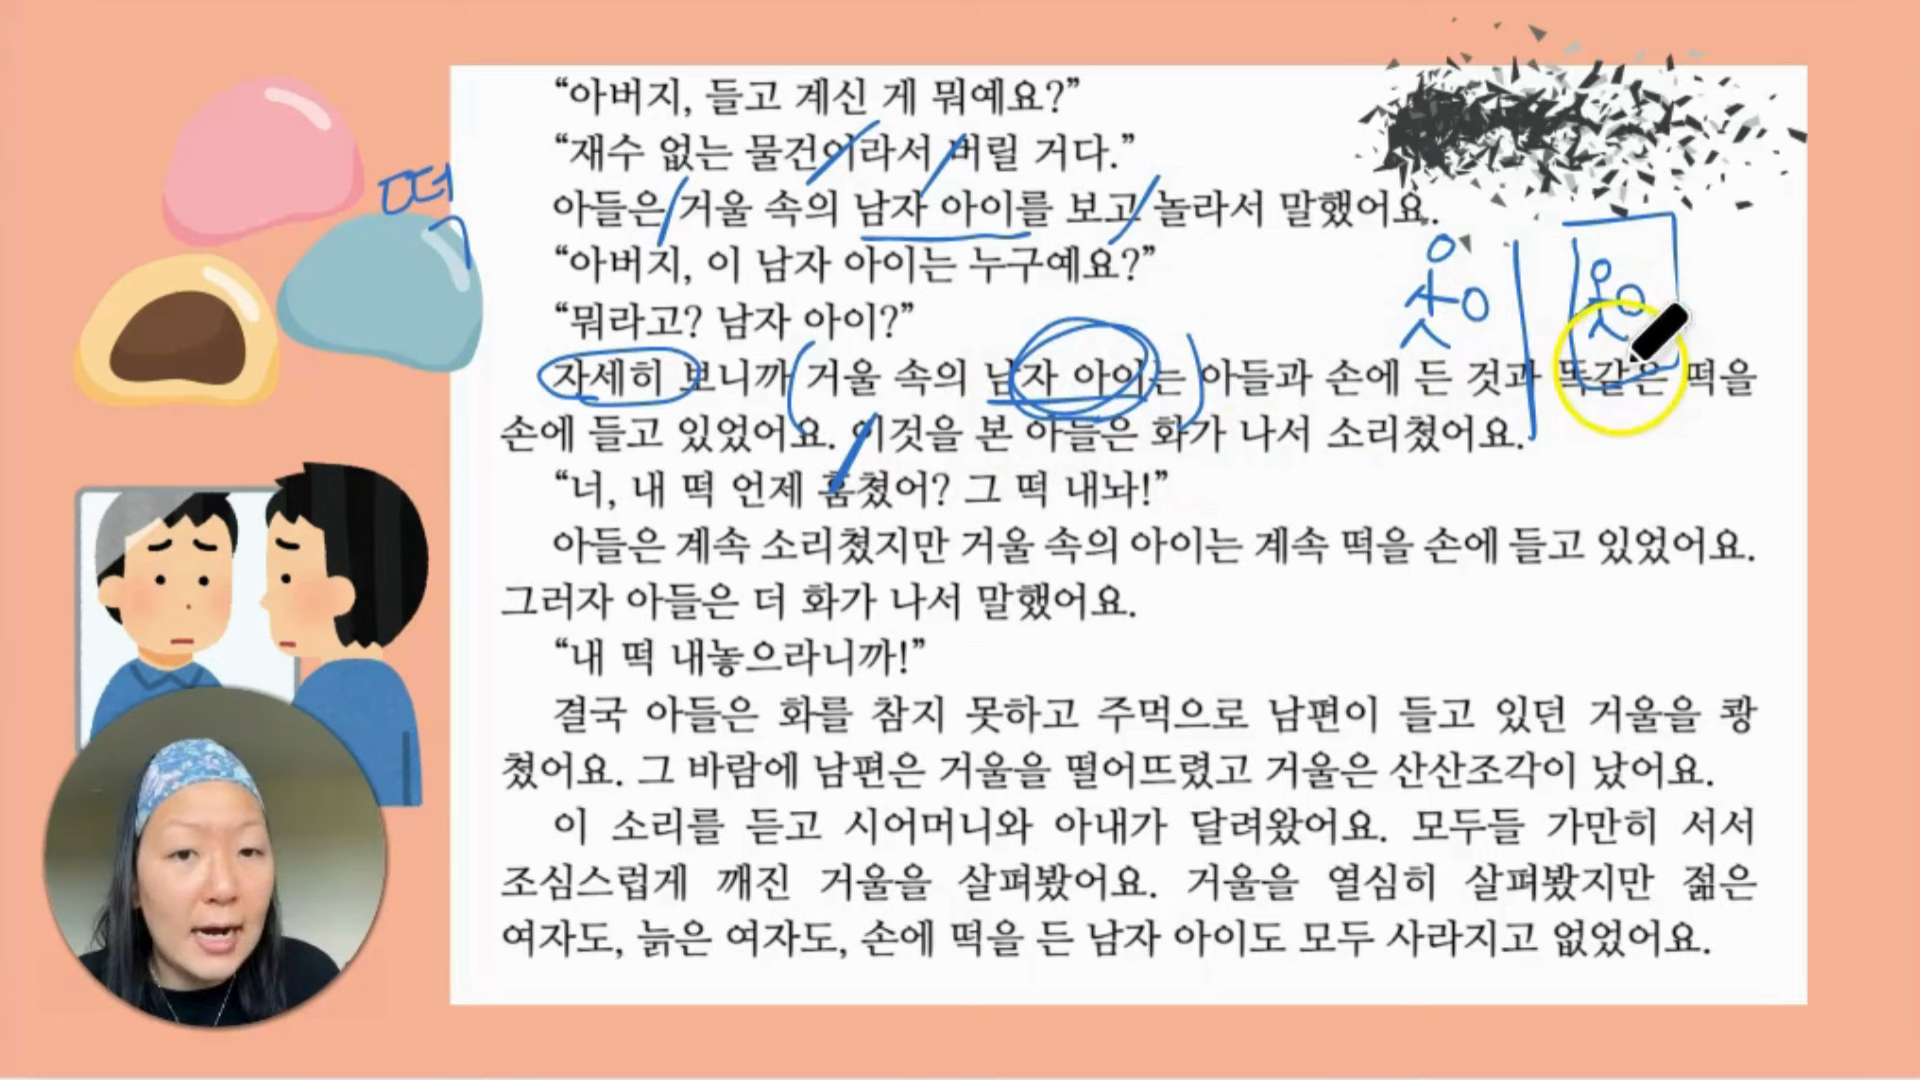 “아버지, 들고 계신 게 뭐예요?”
“재수 없는 물건이라서 버릴 거다.”
아들은 거울 속의 남자 아이를 보고 놀라서 말했어요.
“아버지, 이 남자 아이는 누구예요?”
“뭐라고? 남자 아이?”
자세히 보니까 거울 속의 남자 아이는 아들과 손에 든 것과 똑같은 떡을
손에 들고 있었어요. 이것을 본 아들은 화가 나서 소리쳤어요.
“너, 내 떡 언제 훔쳤어? 그 떡 내놔!”
아들은 계속 소리쳤지만 거울 속의 아이는 계속 떡을 손에 들고 있었어요.
그러자 아들은 더 화가 나서 말했어요.
“내 떡 내놓으라니까!”
결국 아들은 화를 참지 못하고 주먹으로 남편이 들고 있던 거울을 쾅
쳤어요. 그 바람에 남편은 거울을 떨어뜨렸고 거울은 산산조각이 났어요.
이 소리를 듣고 시어머니와 아내가 달려왔어요. 모두들 가만히 서서
조심스럽게 깨진 거울을 살펴봤어요. 거울을 열심히 살펴봤지만 젊은
여자도, 늙은 여자도, 손에 떡을 든 남자 아이도 모두 사라지고 없었어요.
떡